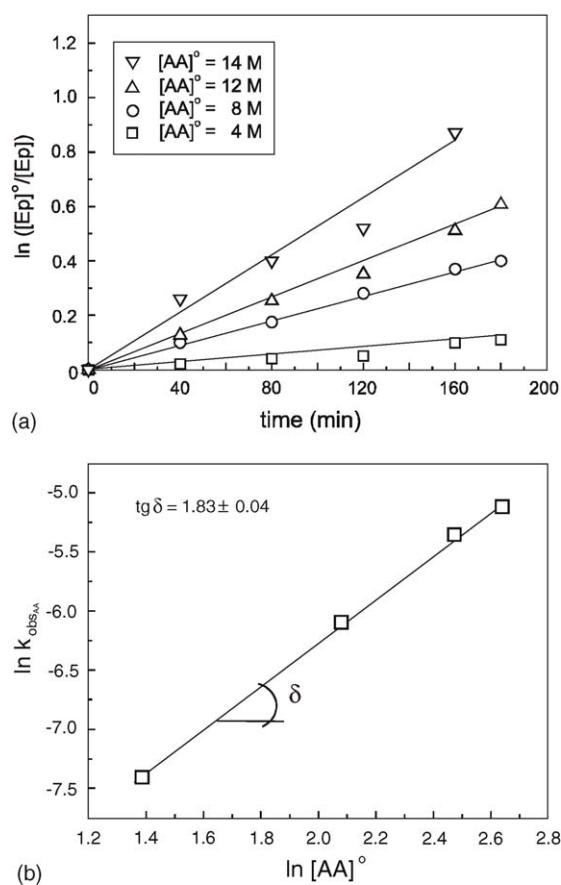 1.2
1.0
0.8
0.6
0.4
0.2
0
ln ([Ep]°/[Ep])
▽ [AA]° = 14 M
△ [AA]° = 12 M
○ [AA]° = 8 M
□ [AA]° = 4 M
0 40 80 120 160 200
time (min)
(a)
-5.0
-5.5
-6.0
-6.5
-7.0
-7.5
ln k obs AA
tg δ = 1.83 ± 0.04
δ
1.2 1.4 1.6 1.8 2.0 2.2 2.4 2.6 2.8
ln [AA]°
(b)